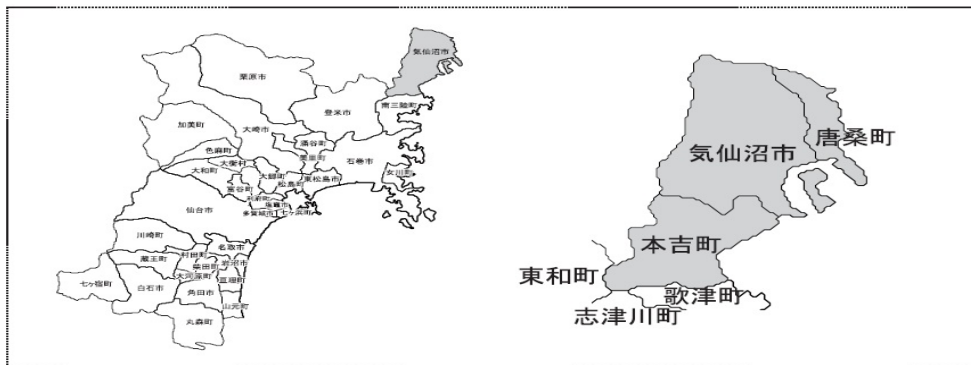 気仙沼市
栗原市
登米市
南三陸町
加美町
大崎市
涌谷町
美里町
石巻市
色麻町
大衡村
大和町
大郷町
松島町
東松島市
女川町
富谷町
利府町
塩竈市
多賀城市
七ヶ浜町
仙台市
川崎町
名取市
村田町
岩沼市
蔵王町
柴田町
大河原町
亘理町
七ヶ宿町
白石市
角田市
山元町
丸森町
唐桑町
気仙沼市
本吉町
東和町
歌津町
志津川町